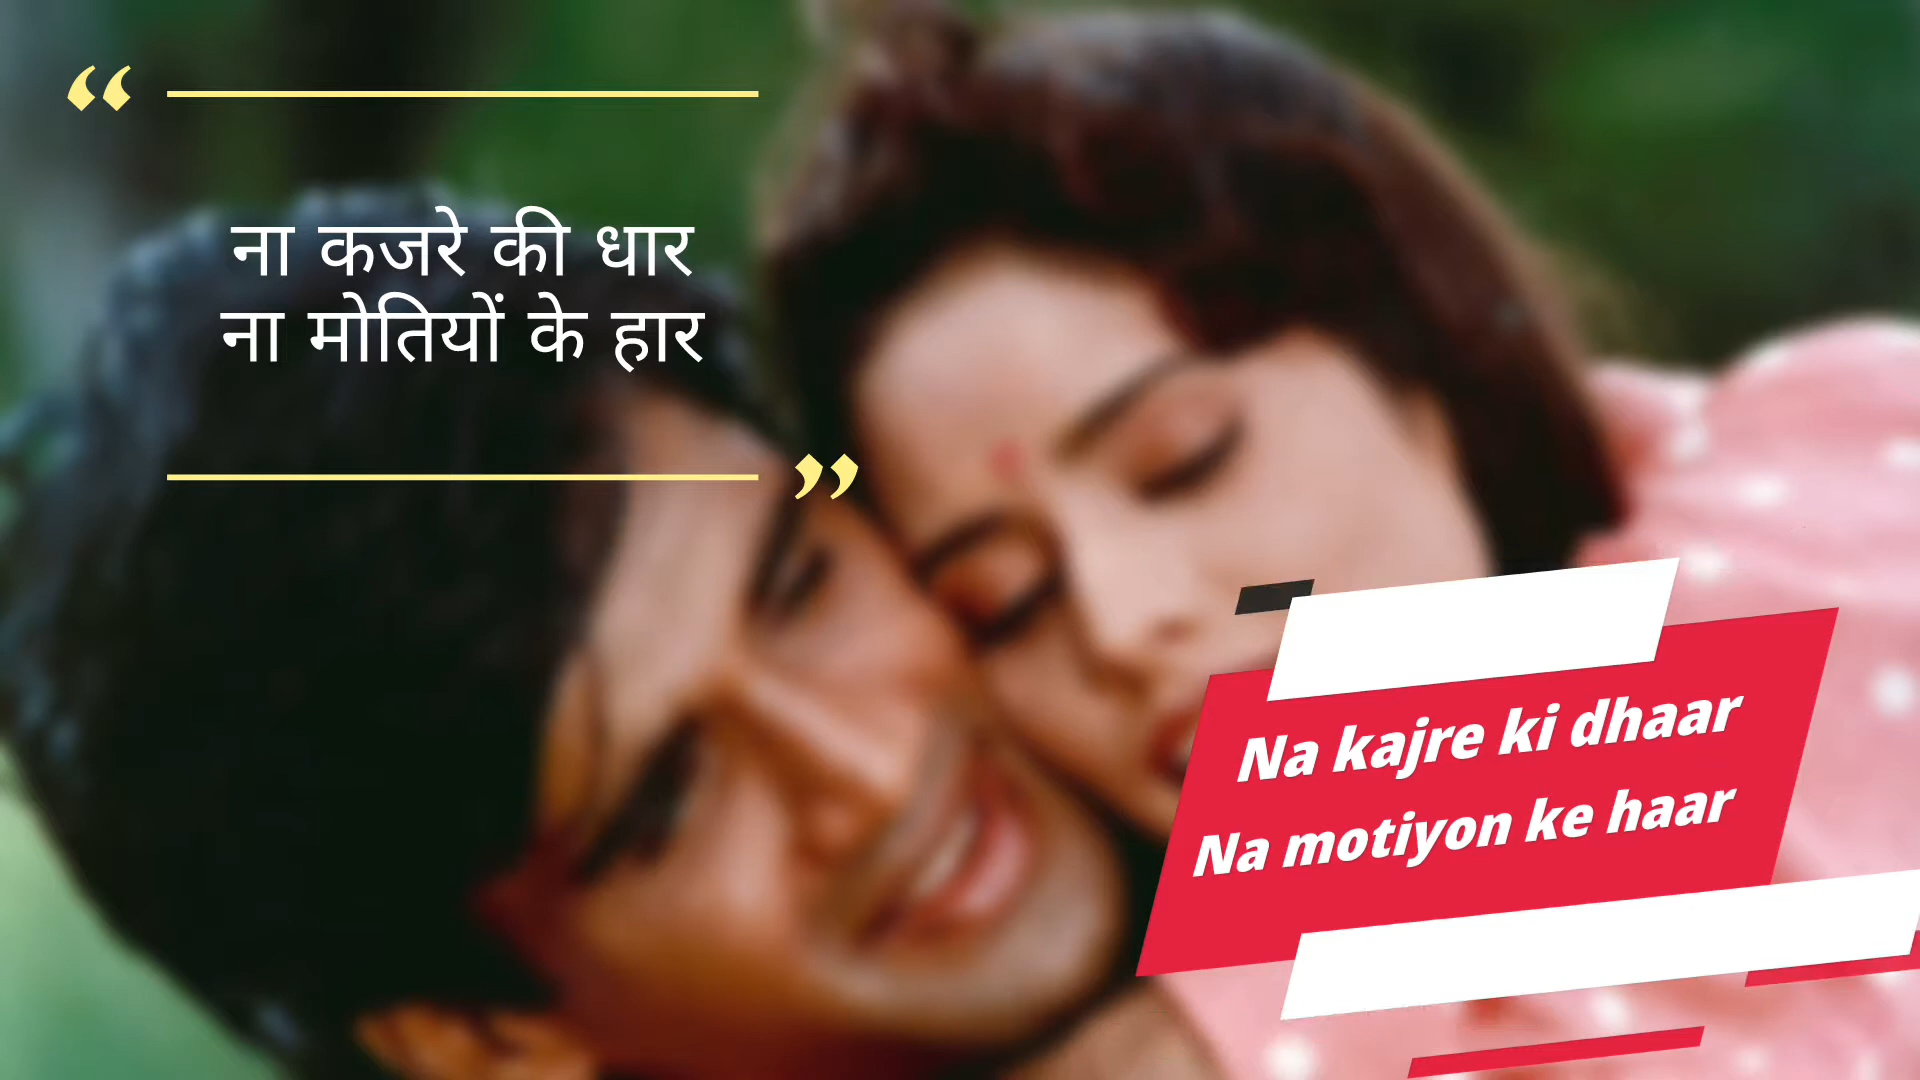 “
ना कजरे की धार
ना मोतियों के हार
”
Na kajre ki dhaar
Na motiyon ke haar